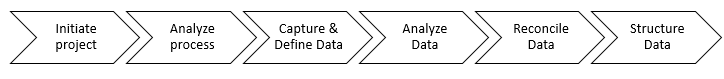 Initiate
project
Analyze
process
Capture &
Define Data
Analyze
Data
Reconcile
Data
Structure
Data